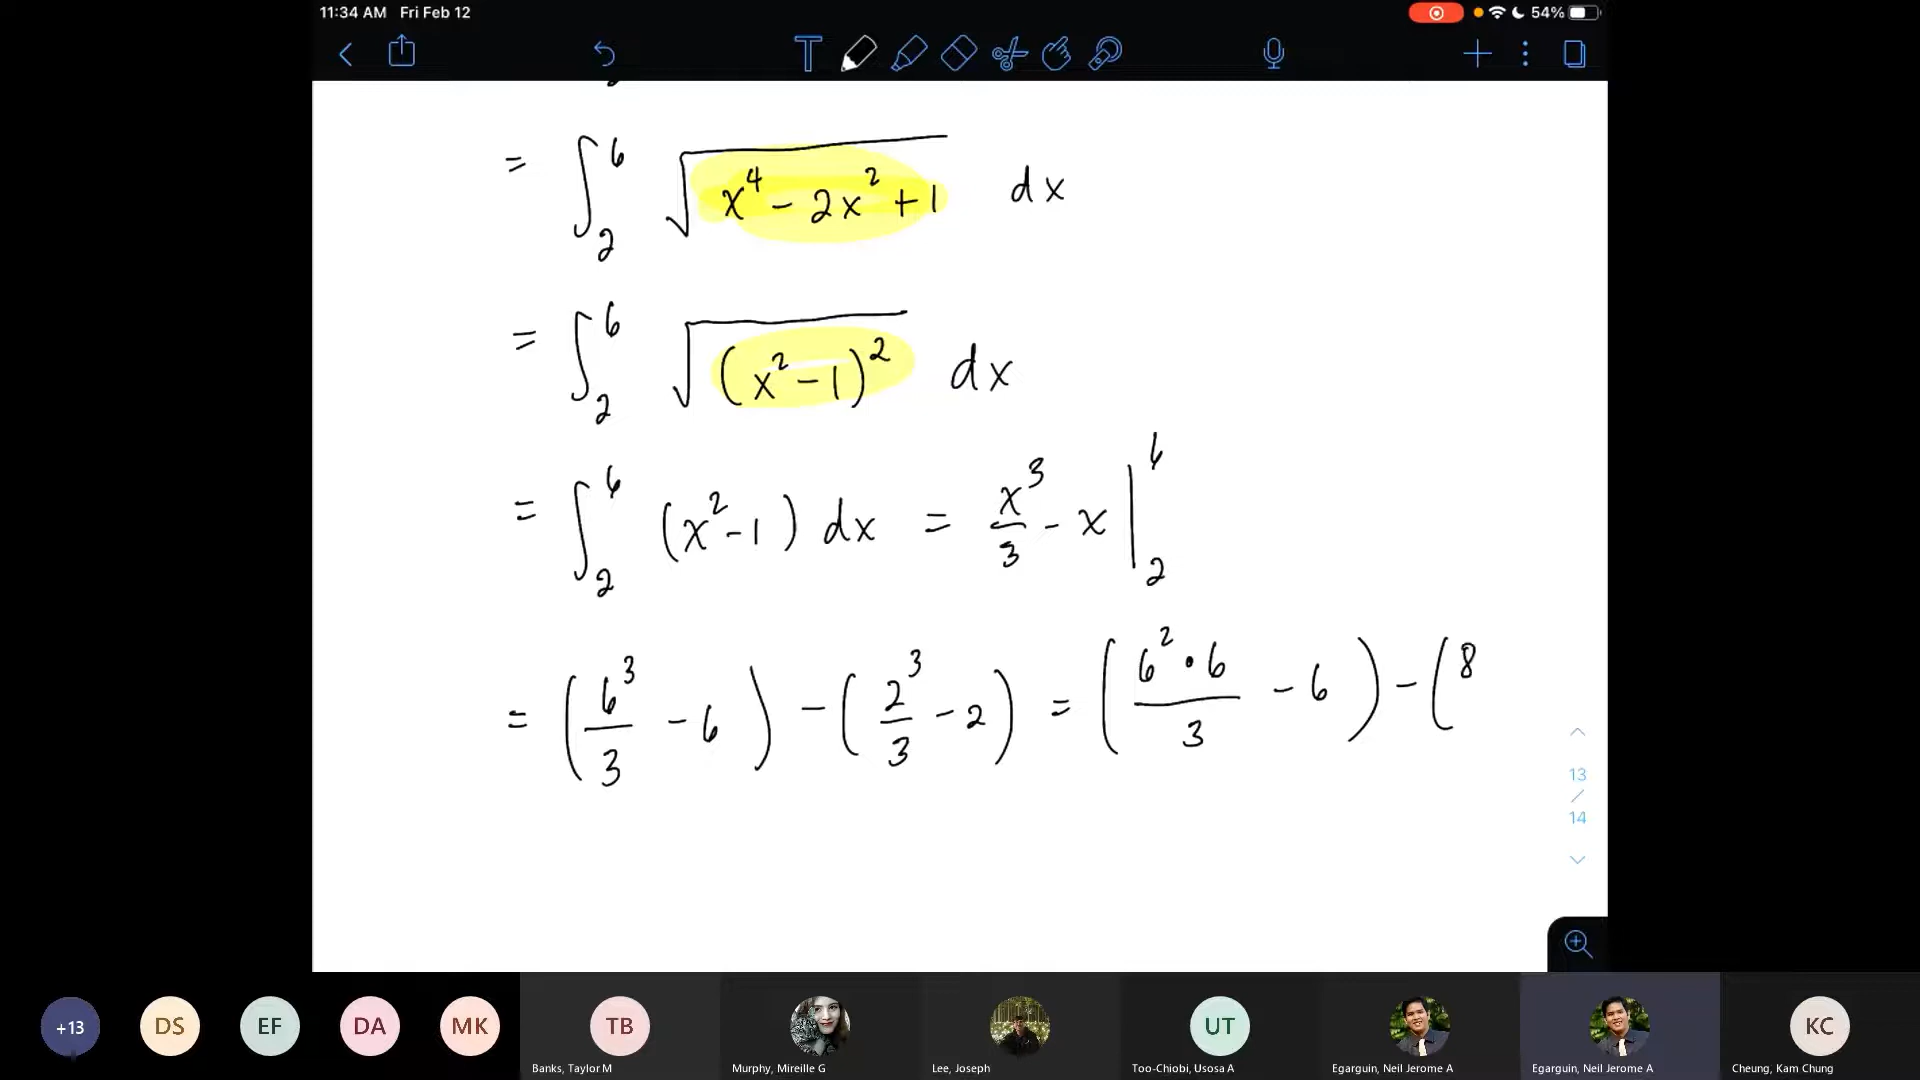 11:34 AM Fri Feb 12
54%
T
= ∫₂⁶ √(x⁴ − 2x² + 1) dx
= ∫₂⁶ √((x² − 1)²) dx
= ∫₂⁶ (x² − 1) dx = x³/3 − x |₂⁶
= (6³/3 − 6) − (2³/3 − 2) = (6² · 6/3 − 6) − (8
13
/
14
+13
DS
EF
DA
MK
TB
UT
KC
Banks, Taylor M
Murphy, Mireille G
Lee, Joseph
Too-Chiobi, Usosa A
Egarguin, Neil Jerome A
Egarguin, Neil Jerome A
Cheung, Kam Chung